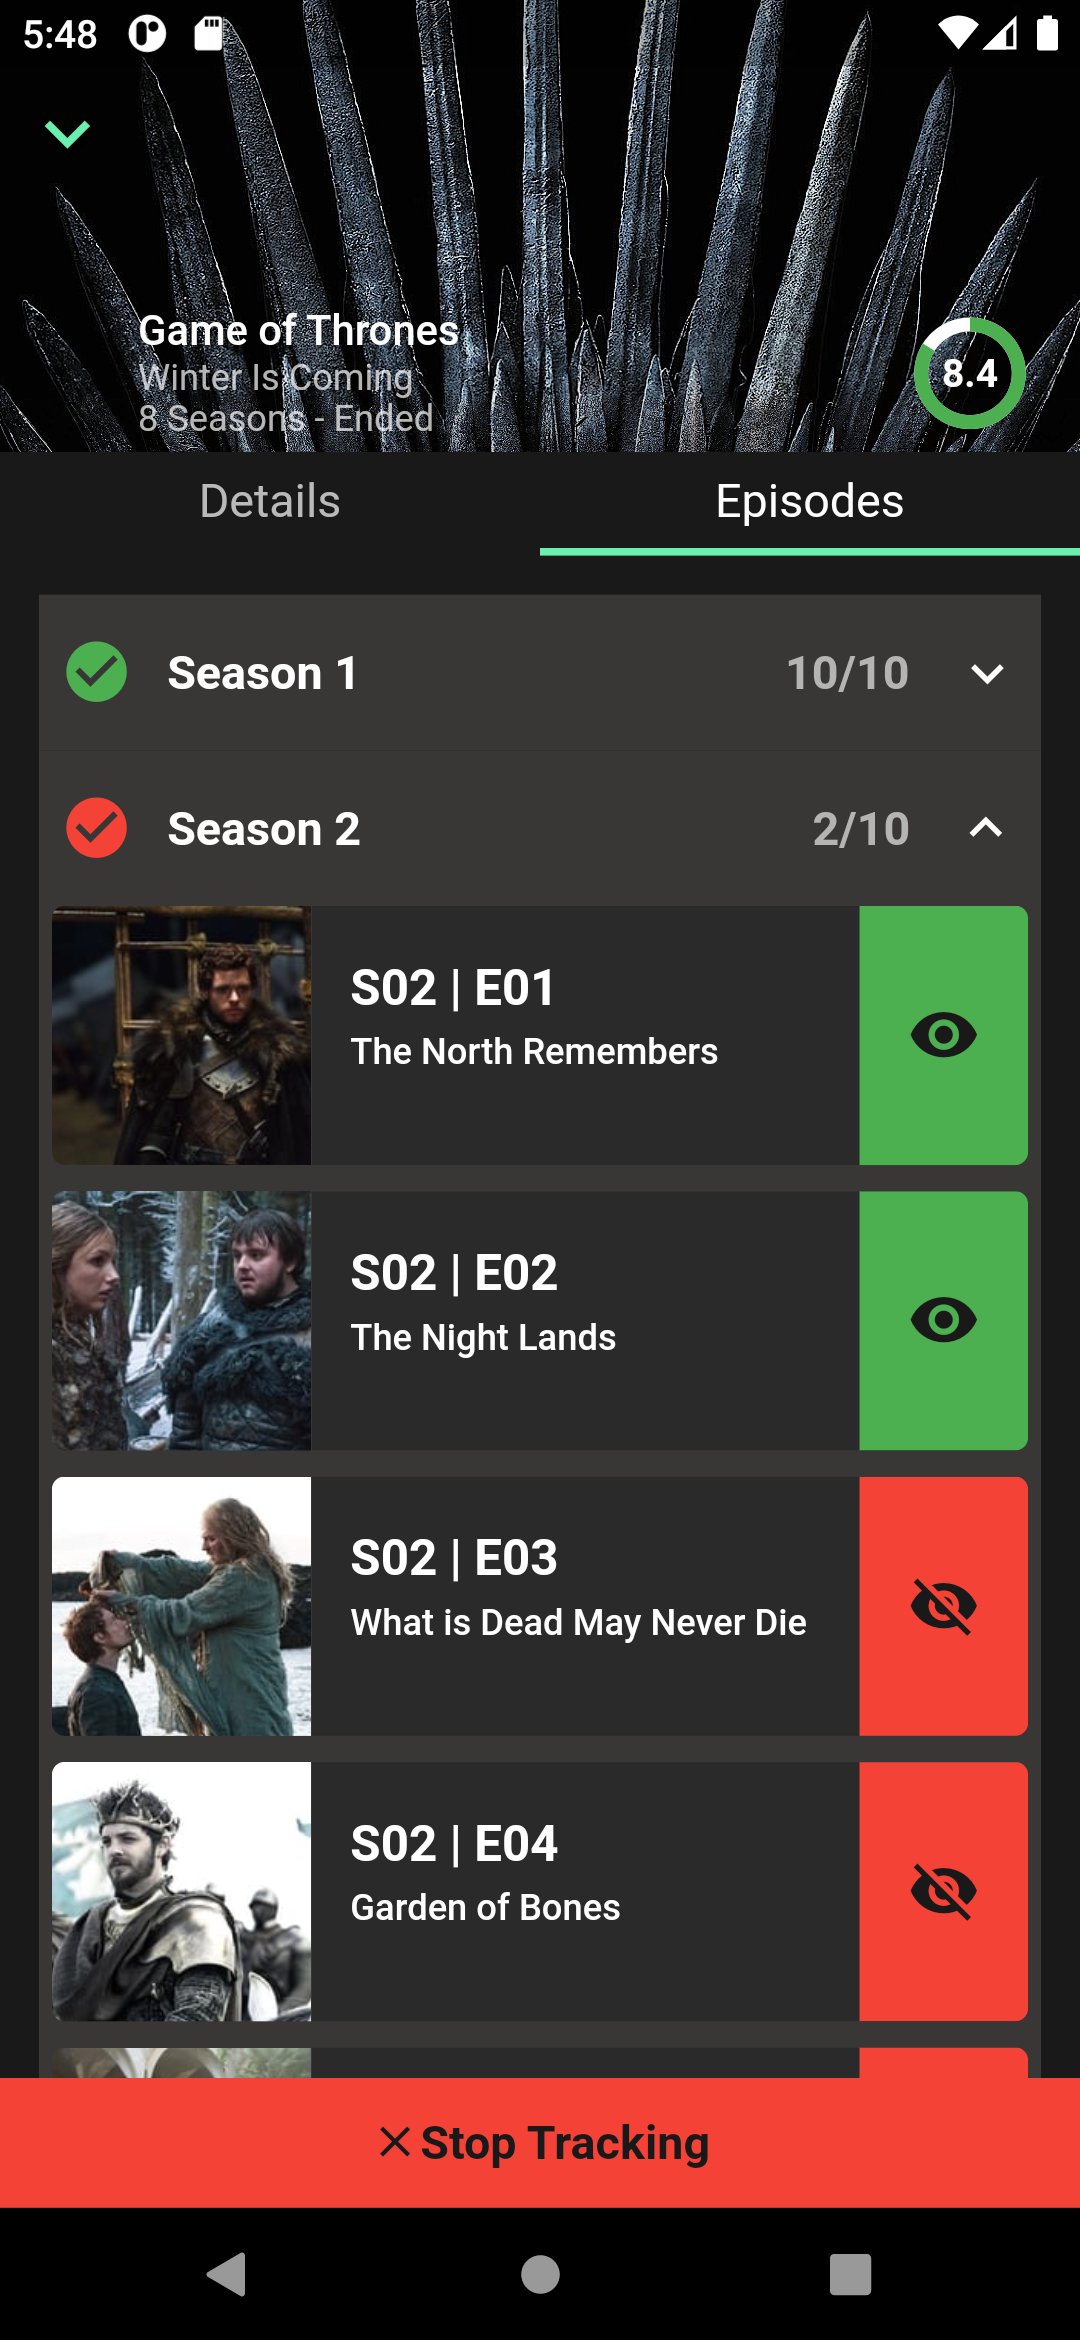 5:48
Game of Thrones
Winter Is Coming
8 Seasons - Ended
8.4
Details
Episodes
Season 1
10/10
Season 2
2/10
S02 | E01
The North Remembers
S02 | E02
The Night Lands
S02 | E03
What is Dead May Never Die
S02 | E04
Garden of Bones
Stop Tracking